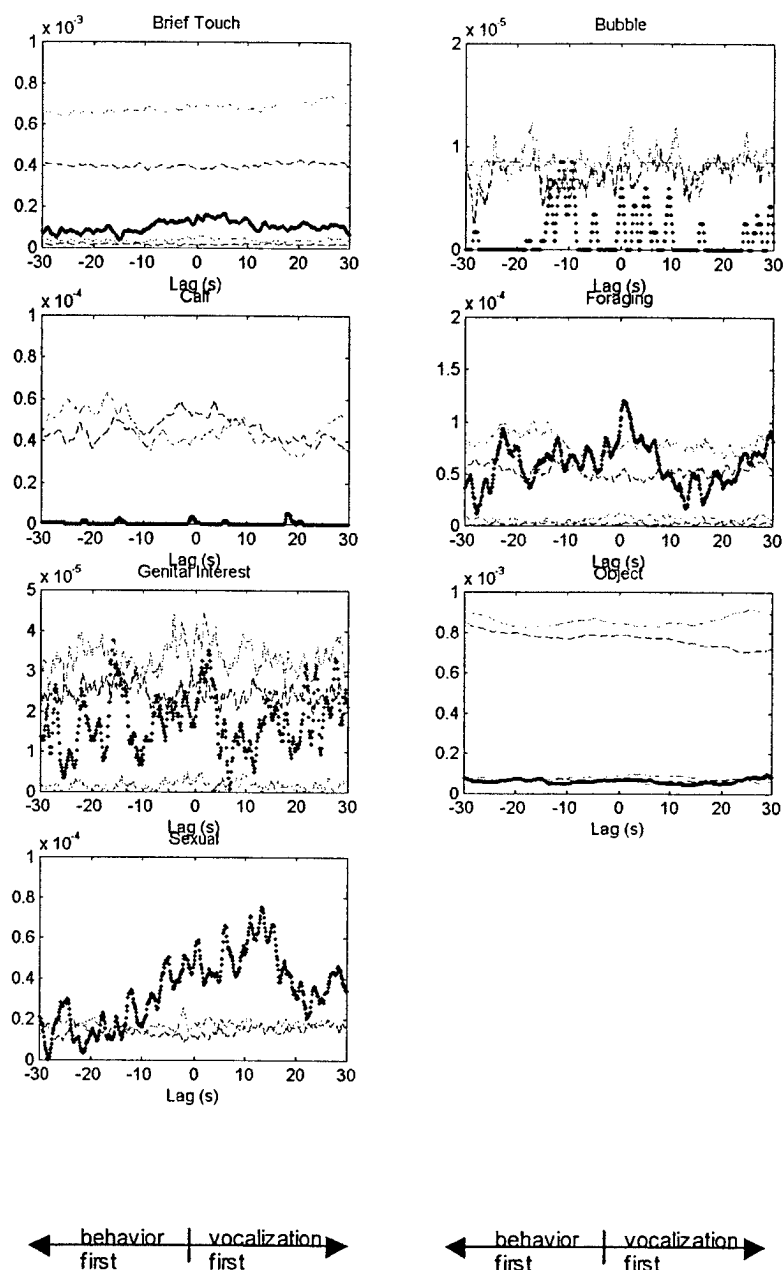 Brief Touch
x 10^-3
1
0.8
0.6
0.4
0.2
0
-30 -20 -10 0 10 20 30
Lag (s)
Bubble
x 10^-5
2
1
0
-30 -20 -10 0 10 20 30
Lag (s)
Calf
x 10^-4
1
0.8
0.6
0.4
0.2
0
-30 -20 -10 0 10 20 30
Lag (s)
Foraging
x 10^-4
2
1.5
1
0.5
0
-30 -20 -10 0 10 20 30
Lag (s)
Genital Interest
x 10^-5
5
4
3
2
1
0
-30 -20 -10 0 10 20 30
Lag (s)
Object
x 10^-3
1
0.8
0.6
0.4
0.2
0
-30 -20 -10 0 10 20 30
Lag (s)
Sexual
x 10^-4
1
0.8
0.6
0.4
0.2
0
-30 -20 -10 0 10 20 30
Lag (s)
behavior vocalization
first first
behavior vocalization
first first